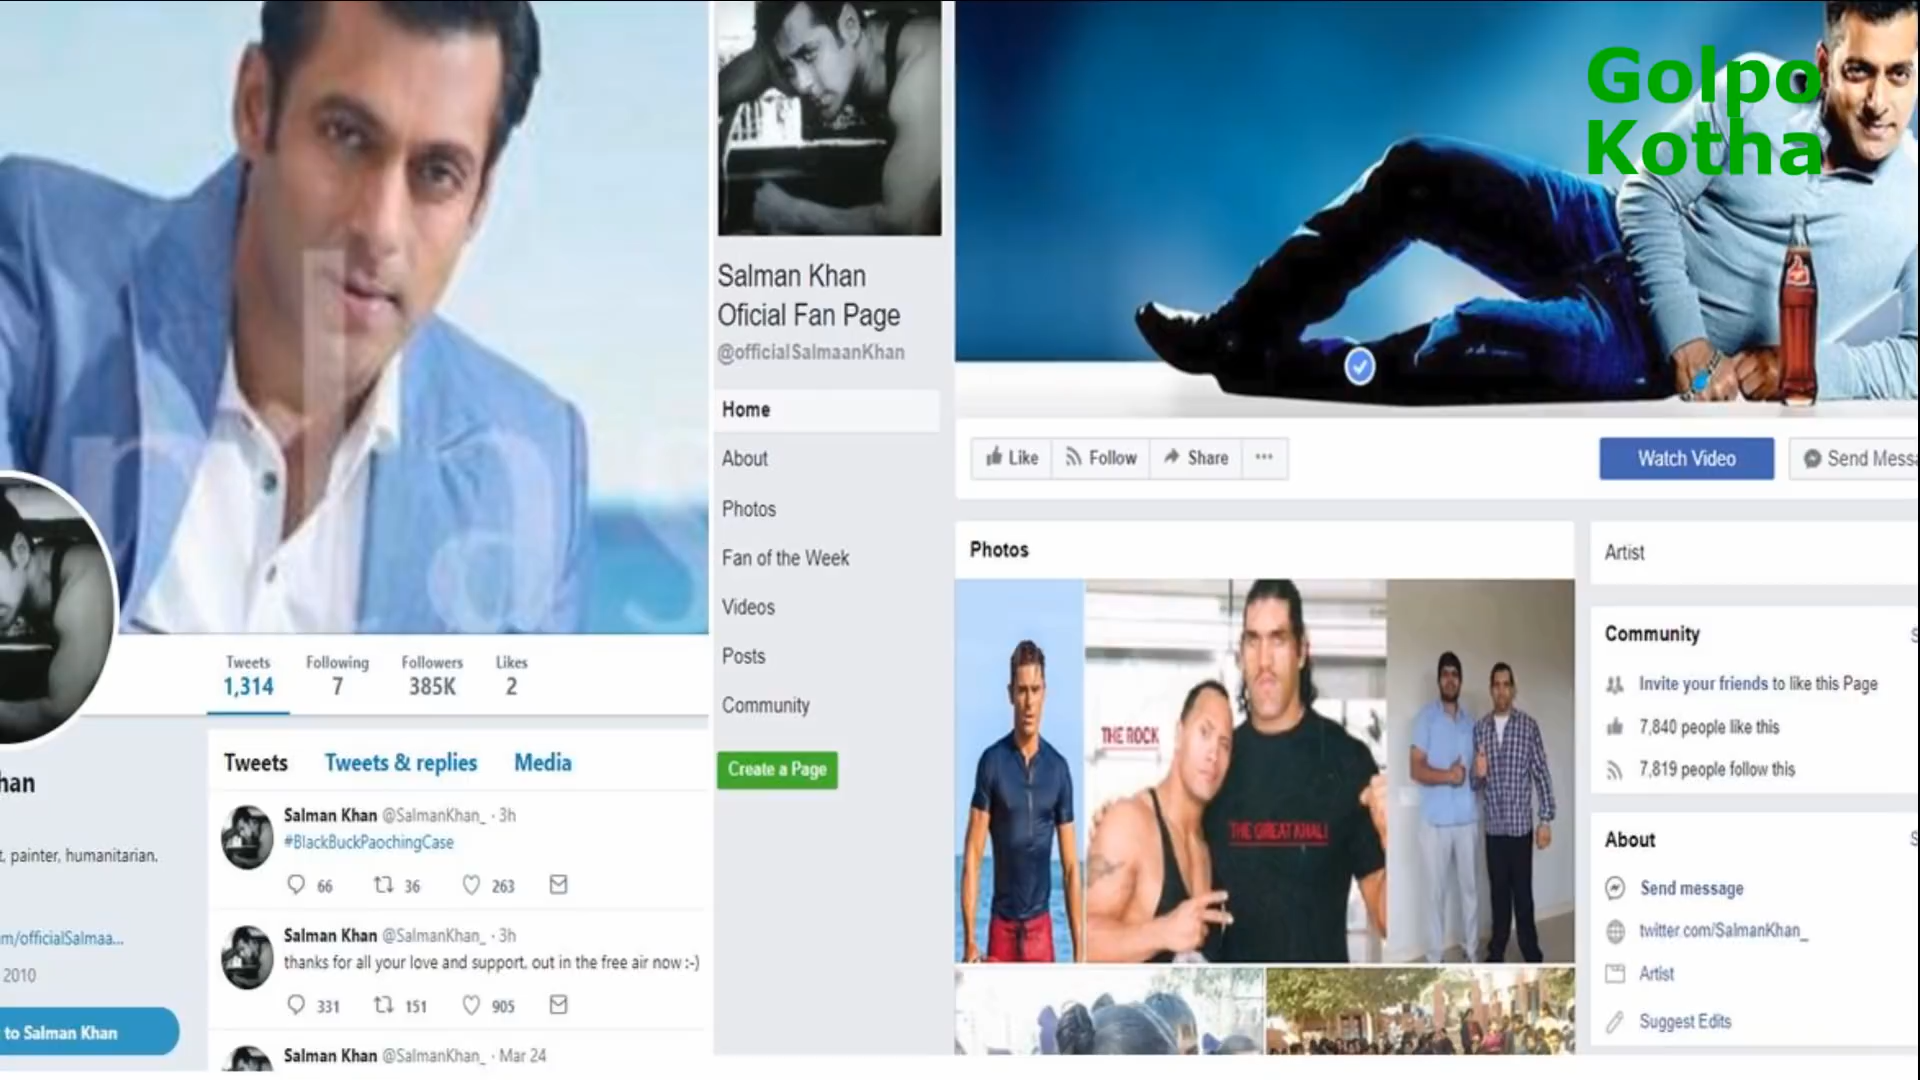 Golpo
Kotha
Tweets Following Followers Likes
1,314 7 385K 2
Tweets Tweets & replies Media
Salman Khan @SalmanKhan_ · 3h
#BlackBuckPaochingCase
66 36 263
Salman Khan @SalmanKhan_ · 3h
thanks for all your love and support. out in the free air now :-)
331 151 905
Salman Khan @SalmanKhan_ · Mar 24
han
t, painter, humanitarian.
m/officialSalmaa...
2010
to Salman Khan
Salman Khan
Oficial Fan Page
@officialSalmaanKhan
Home
About
Photos
Fan of the Week
Videos
Posts
Community
Create a Page
Like Follow Share ...
Watch Video Send Messa
Photos
THE ROCK
THE GREAT KHALI
Artist
Community
Invite your friends to like this Page
7,840 people like this
7,819 people follow this
About
Send message
twitter.com/SalmanKhan_
Artist
Suggest Edits